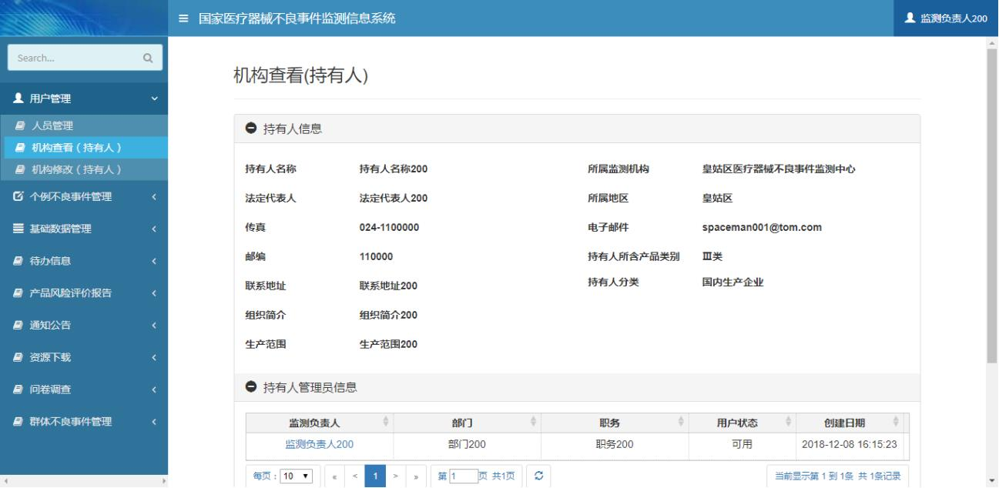 国家医疗器械不良事件监测信息系统
监测负责人200
Search...
用户管理
人员管理
机构查看（持有人）
机构修改（持有人）
个例不良事件管理
基础数据管理
待办信息
产品风险评价报告
通知公告
资源下载
问卷调查
群体不良事件管理
机构查看(持有人)
持有人信息
持有人名称 持有人名称200 所属监测机构 皇姑区医疗器械不良事件监测中心
法定代表人 法定代表人200 所属地区 皇姑区
传真 024-1100000 电子邮件 spaceman001@tom.com
邮编 110000 持有人所含产品类别 Ⅲ类
联系地址 联系地址200 持有人分类 国内生产企业
组织简介 组织简介200
生产范围 生产范围200
持有人管理员信息
监测负责人 部门 职务 用户状态 创建日期
监测负责人200 部门200 职务200 可用 2018-12-08 16:15:23
每页： 10 « < 1 > » 第 1 页 共1页 当前显示第 1 到 1条 共 1条记录